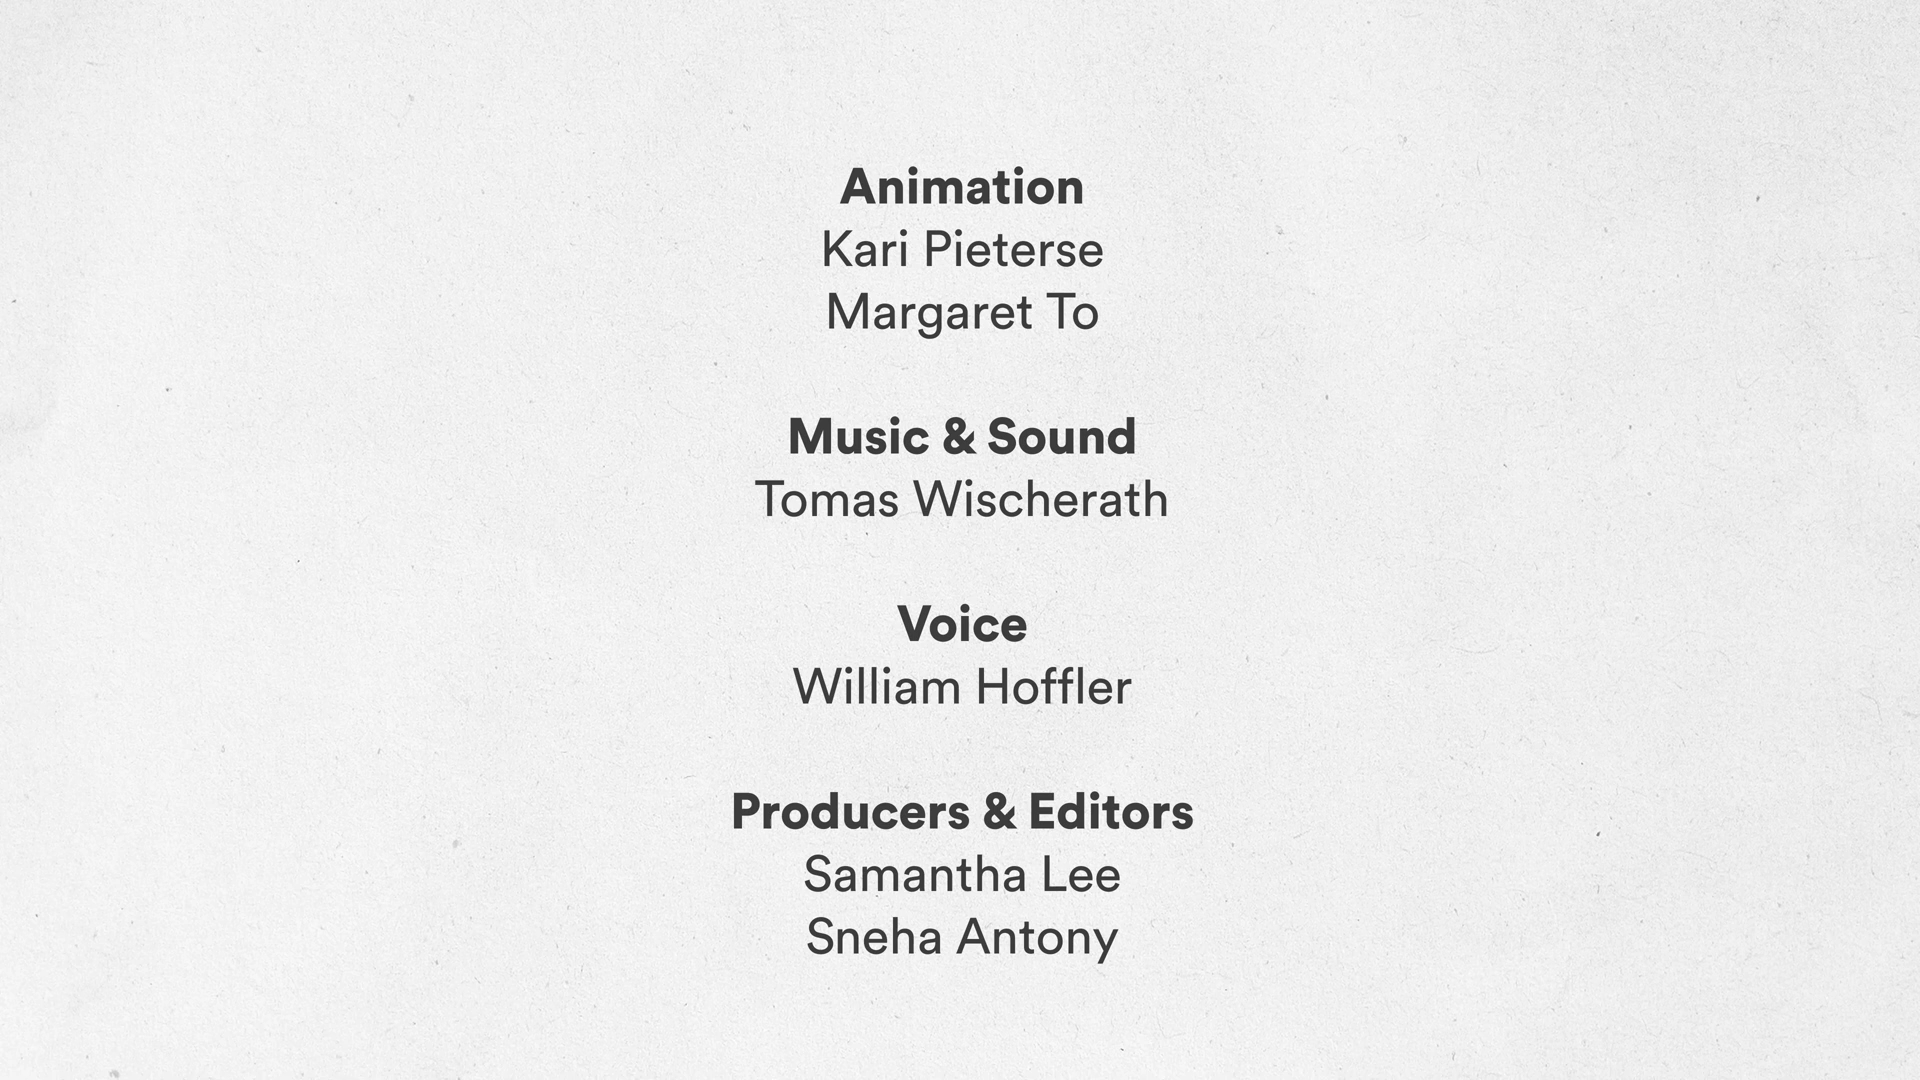 Animation
Kari Pieterse
Margaret To
Music & Sound
Tomas Wischerath
Voice
William Hoffler
Producers & Editors
Samantha Lee
Sneha Antony